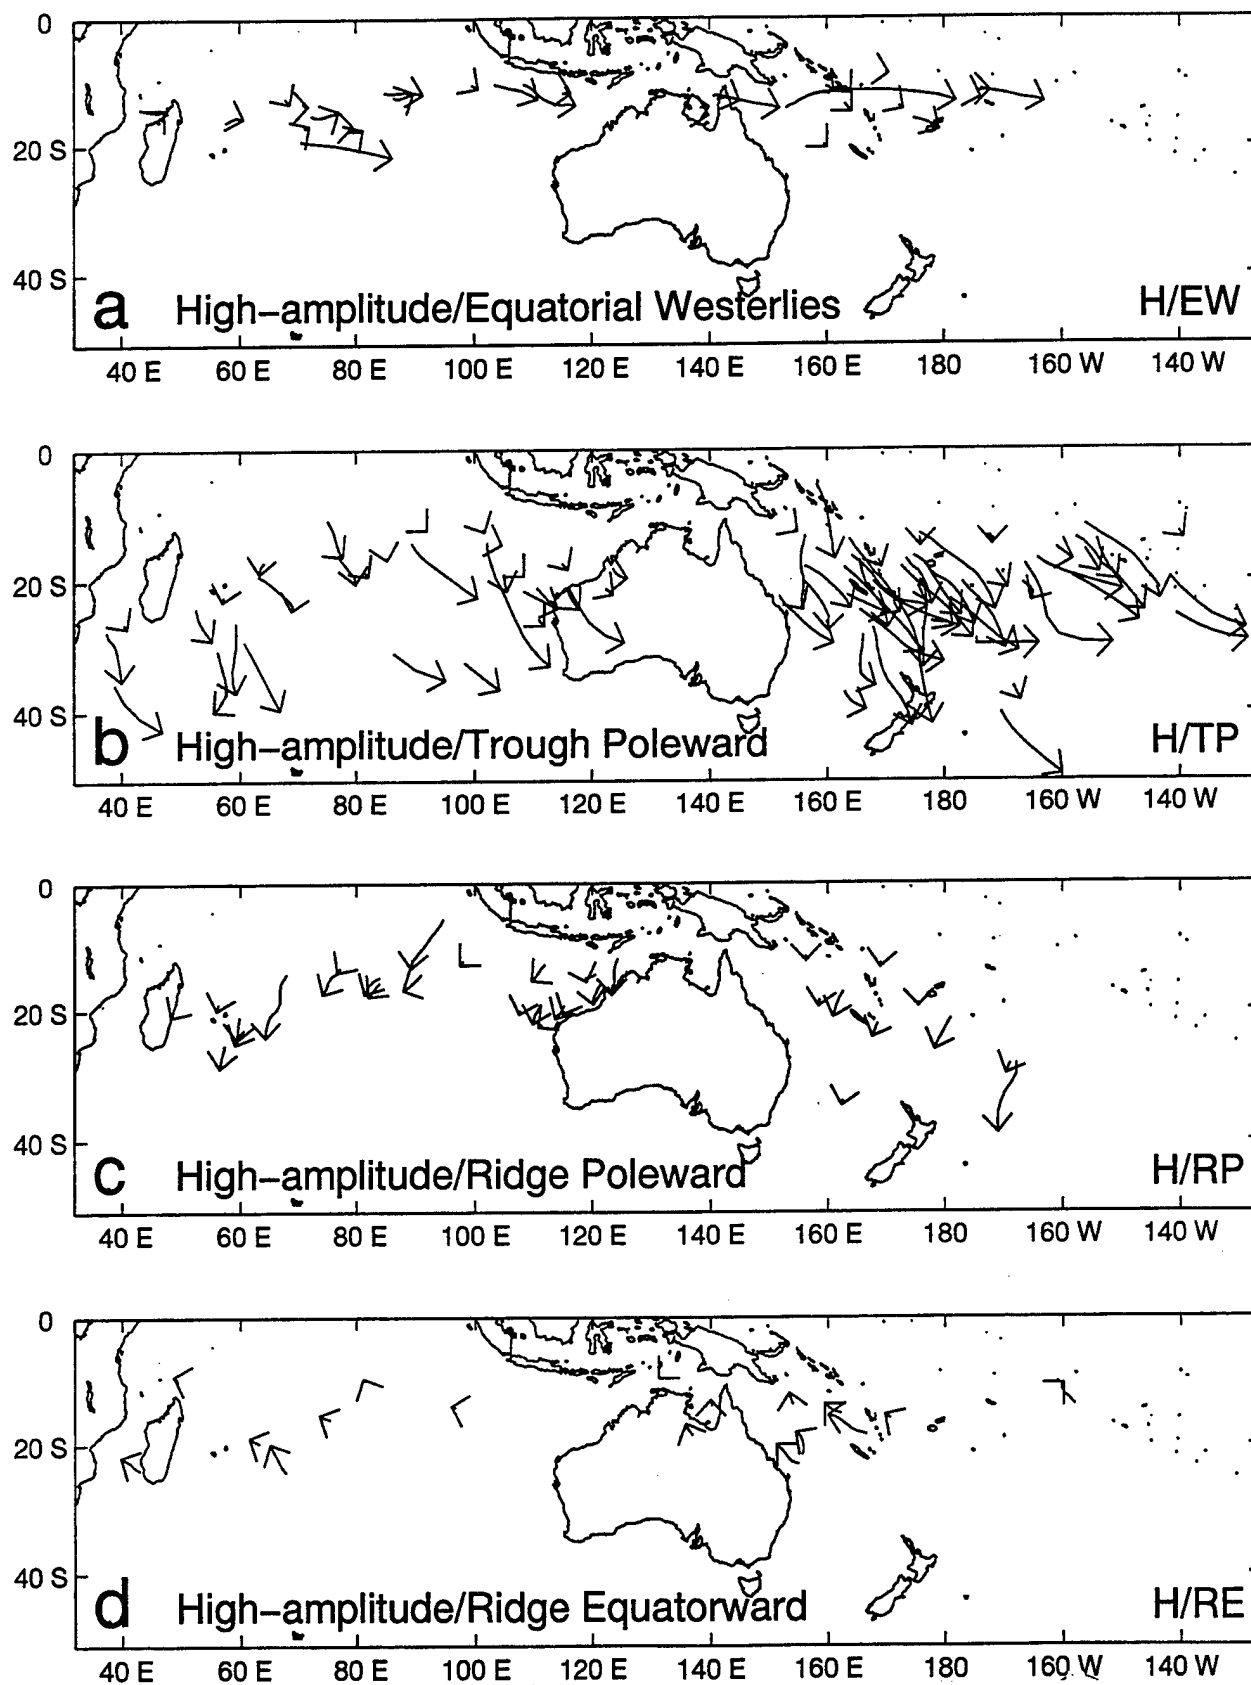 0
20 S
40 S
a High-amplitude/Equatorial Westerlies H/EW
40 E 60 E 80 E 100 E 120 E 140 E 160 E 180 160 W 140 W
0
20 S
40 S
b High-amplitude/Trough Poleward H/TP
40 E 60 E 80 E 100 E 120 E 140 E 160 E 180 160 W 140 W
0
20 S
40 S
c High-amplitude/Ridge Poleward H/RP
40 E 60 E 80 E 100 E 120 E 140 E 160 E 180 160 W 140 W
0
20 S
40 S
d High-amplitude/Ridge Equatorward H/RE
40 E 60 E 80 E 100 E 120 E 140 E 160 E 180 160 W 140 W